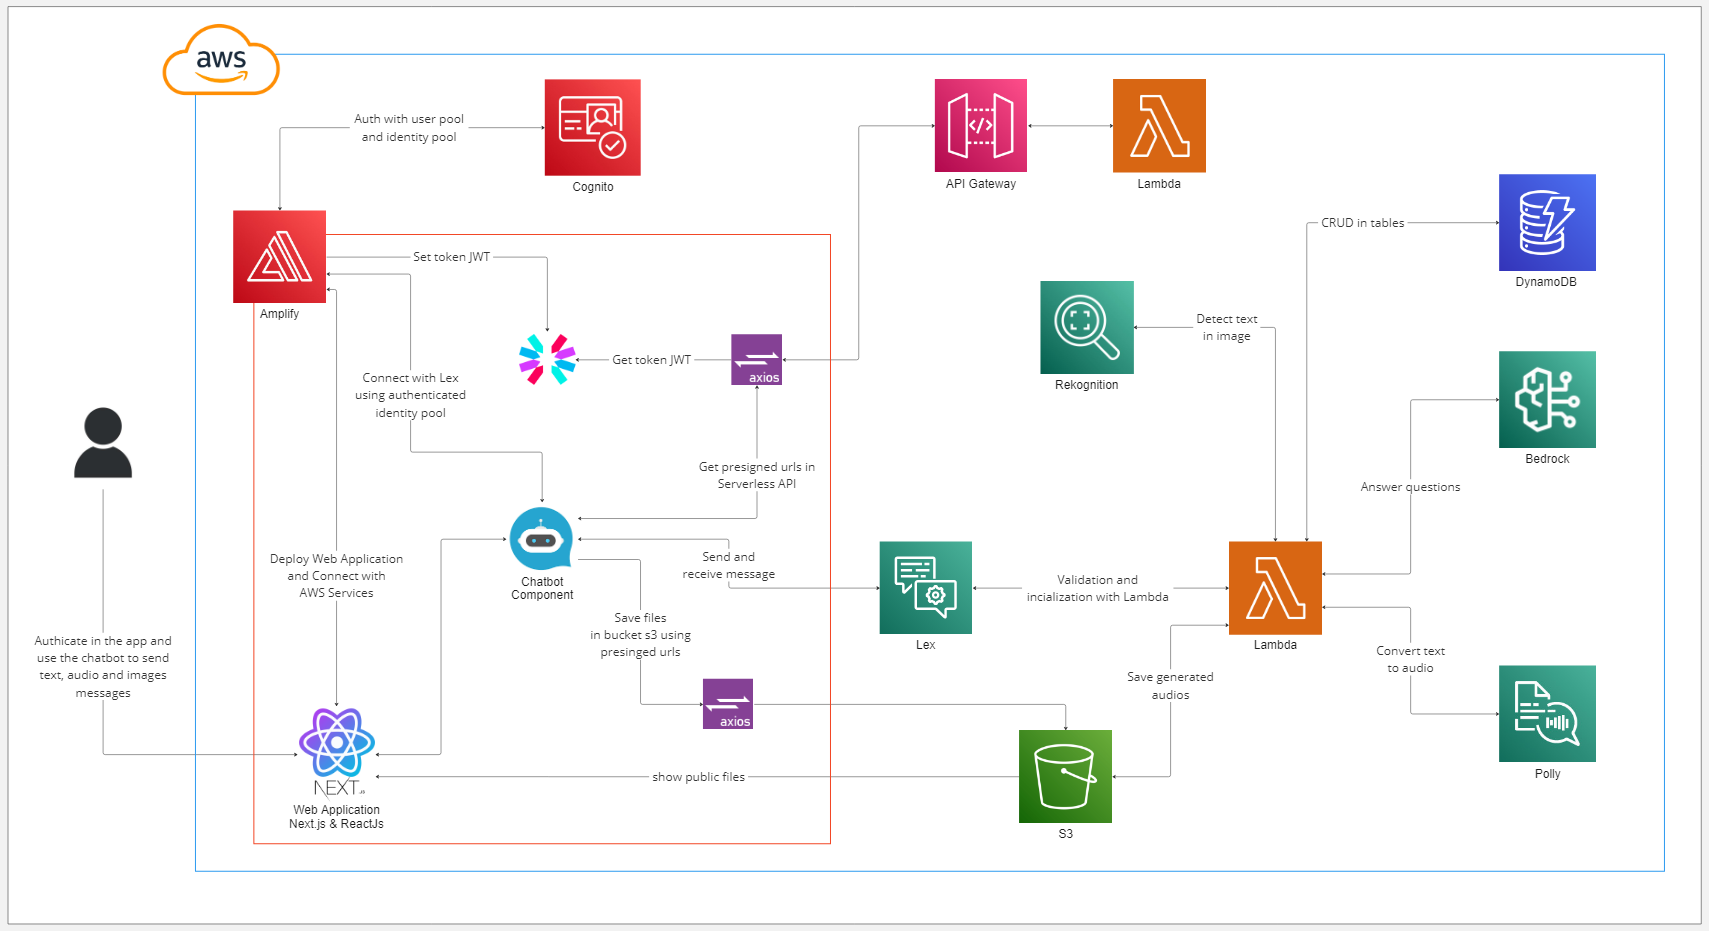 aws
Auth with user pool
and identity pool
Cognito
API Gateway
Lambda
CRUD in tables
DynamoDB
Amplify
Set token JWT
Get token JWT
axios
Detect text
in image
Rekognition
Connect with Lex
using authenticated
identity pool
Bedrock
Get presigned urls in
Serverless API
Answer questions
Deploy Web Application
and Connect with
AWS Services
Chatbot
Component
Send and
receive message
Lex
Validation and
incialization with Lambda
Lambda
Save files
in bucket s3 using
presinged urls
Authicate in the app and
use the chatbot to send
text, audio and images
messages
Convert text
to audio
Save generated
audios
axios
NEXT.JS
show public files
Polly
Web Application
Next.js & ReactJs
S3